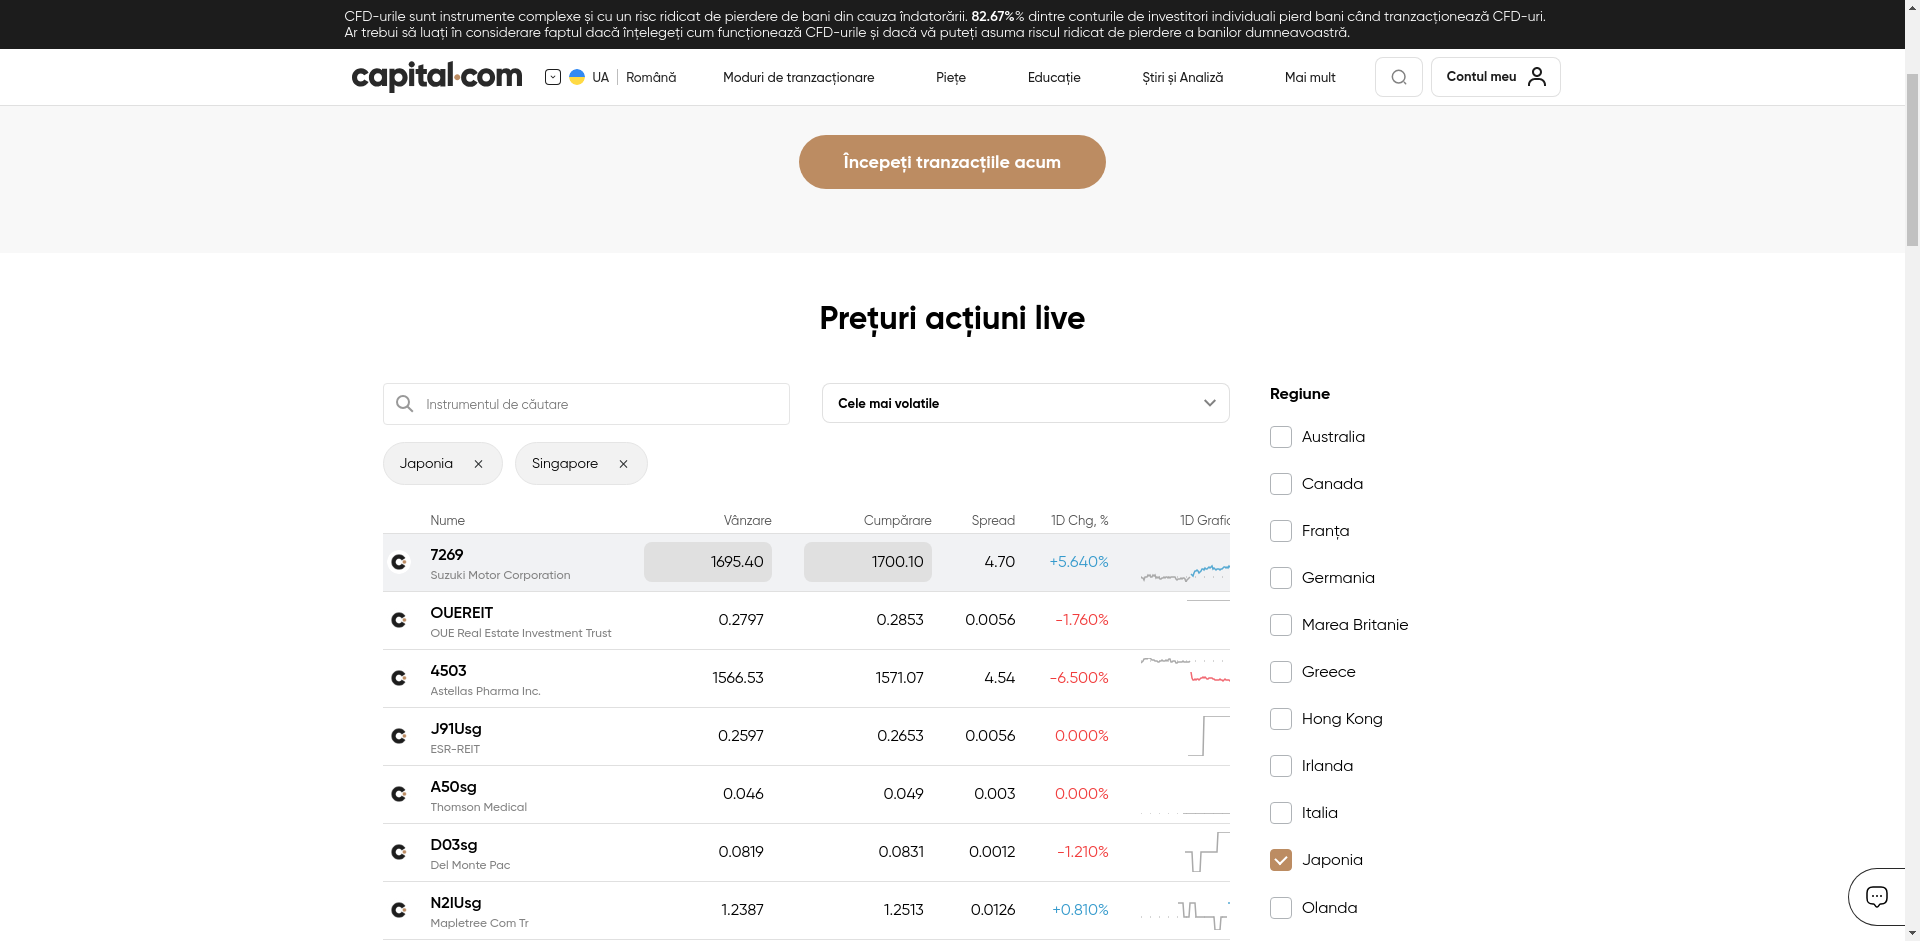 CFD-urile sunt instrumente complexe și cu un risc ridicat de pierdere de bani din cauza îndatorării. 82.67%% dintre conturile de investitori individuali pierd bani când tranzacționează CFD-uri.
Ar trebui să luați în considerare faptul dacă înțelegeți cum funcționează CFD-urile și dacă vă puteți asuma riscul ridicat de pierdere a banilor dumneavoastră.
capital.com UA Română Moduri de tranzacționare Piețe Educație Știri și Analiză Mai mult Contul meu
Începeți tranzacțiile acum
Prețuri acțiuni live
Instrumentul de căutare
Cele mai volatile
Japonia
Singapore
Nume Vânzare Cumpărare Spread 1D Chg, % 1D Grafic
7269 1695.40 1700.10 4.70 +5.640%
Suzuki Motor Corporation
OUEREIT 0.2797 0.2853 0.0056 -1.760%
OUE Real Estate Investment Trust
4503 1566.53 1571.07 4.54 -6.500%
Astellas Pharma Inc.
J91Usg 0.2597 0.2653 0.0056 0.000%
ESR-REIT
A50sg 0.046 0.049 0.003 0.000%
Thomson Medical
D03sg 0.0819 0.0831 0.0012 -1.210%
Del Monte Pac
N2IUsg 1.2387 1.2513 0.0126 +0.810%
Mapletree Com Tr
Regiune
Australia
Canada
Franța
Germania
Marea Britanie
Greece
Hong Kong
Irlanda
Italia
Japonia
Olanda